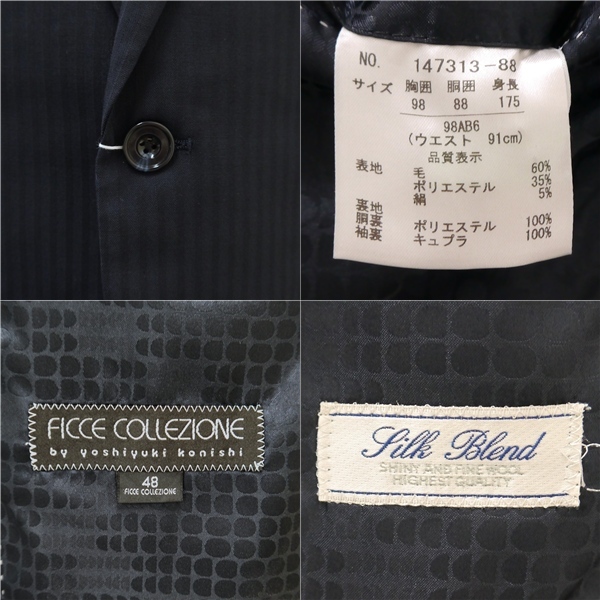 NO. 147313-88
サイズ 胸囲 胴囲 身長
98 88 175
98AB6
(ウエスト 91cm)
品質表示
表地 毛 60%
ポリエステル 35%
絹 5%
裏地
胴裏 ポリエステル 100%
袖裏 キュプラ 100%
FICCE COLLEZIONE
by yoshiyuki konishi
48
FICCE COLLEZIONE
Silk Blend
SHINY AND FINE WOOL
HIGHEST QUALITY